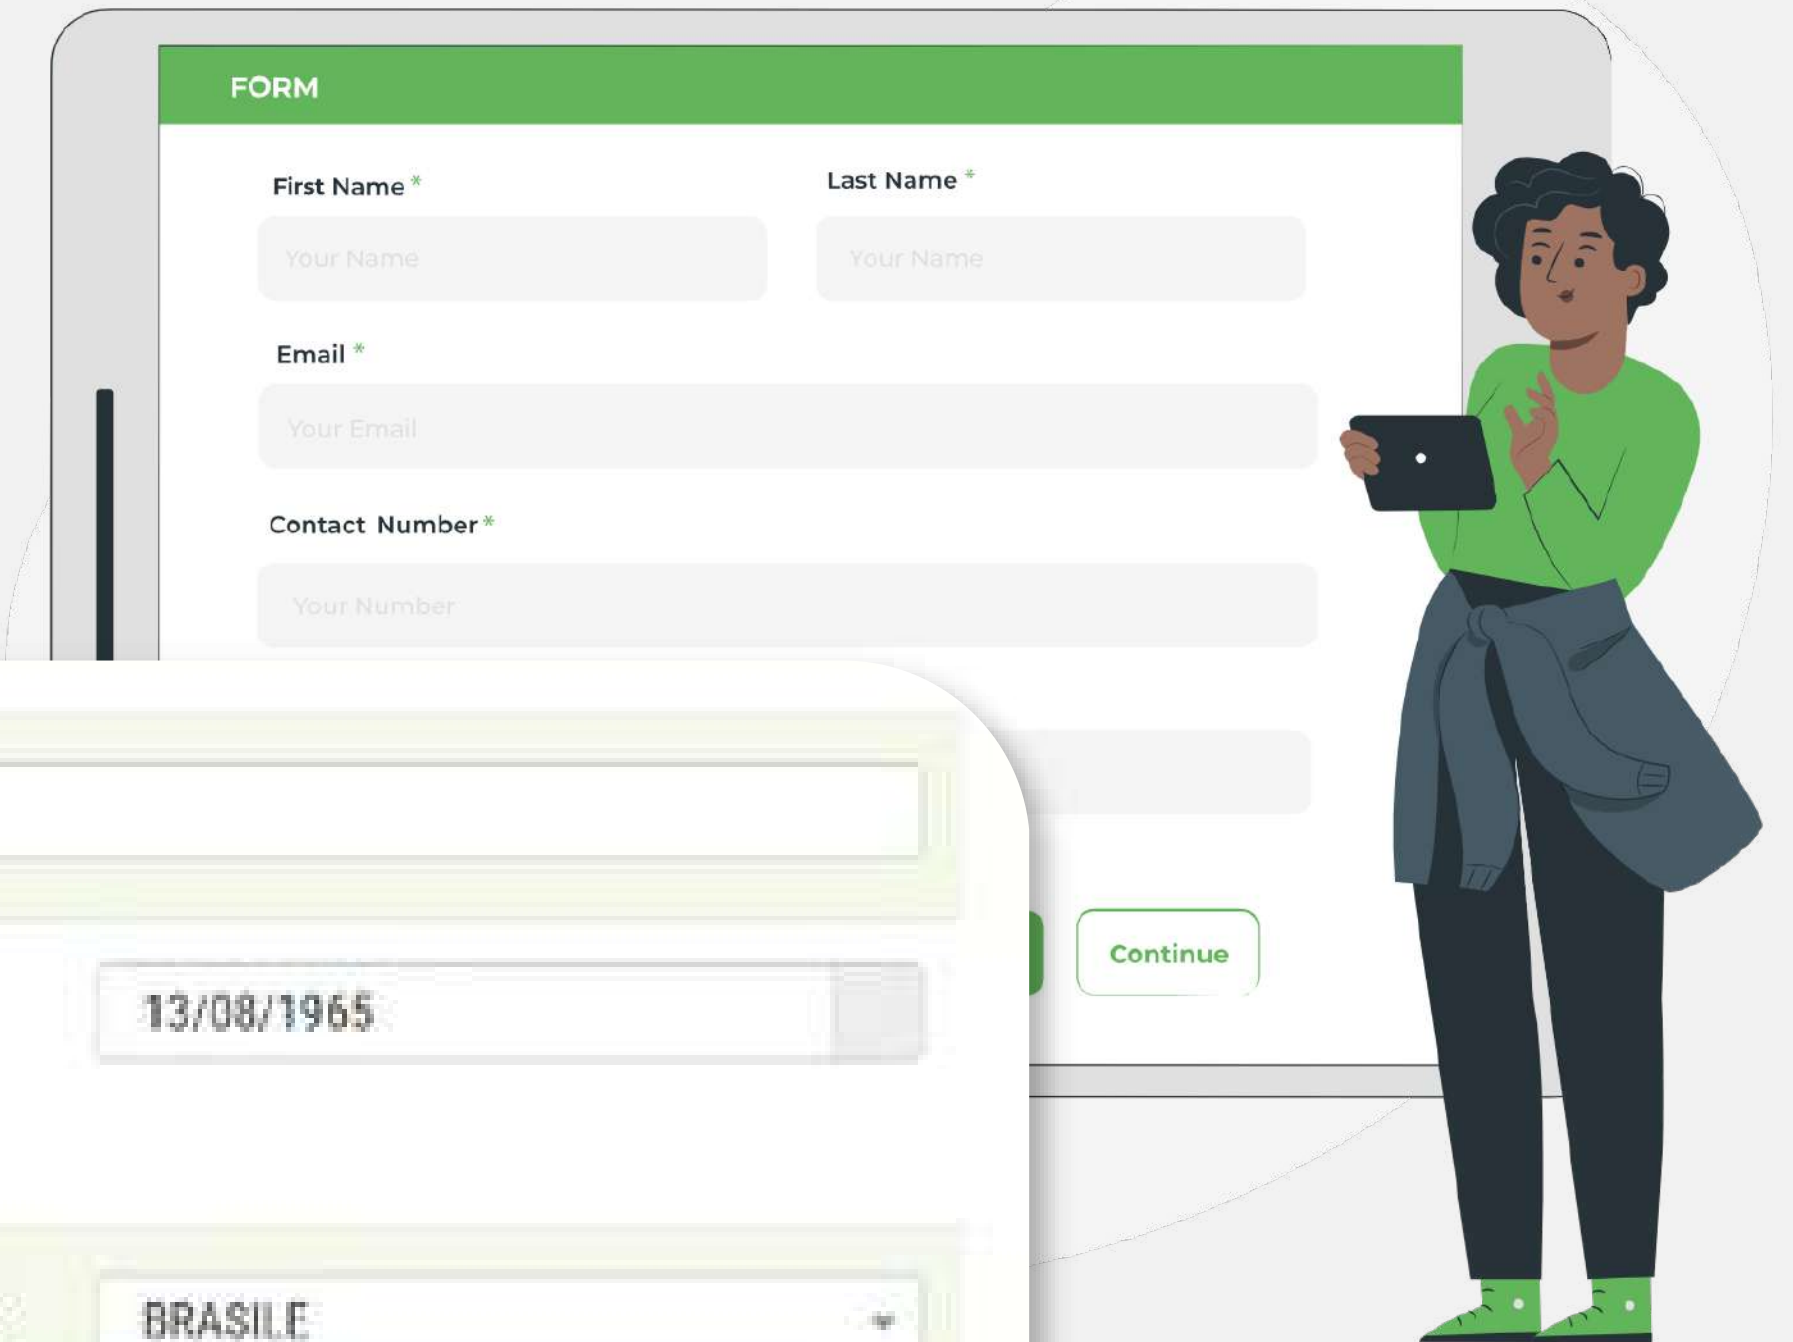 FORM
First Name *
Last Name *
Your Name
Your Name
Email *
Your Email
Contact Number *
Your Number
Continue
13/08/1965
BRASILE